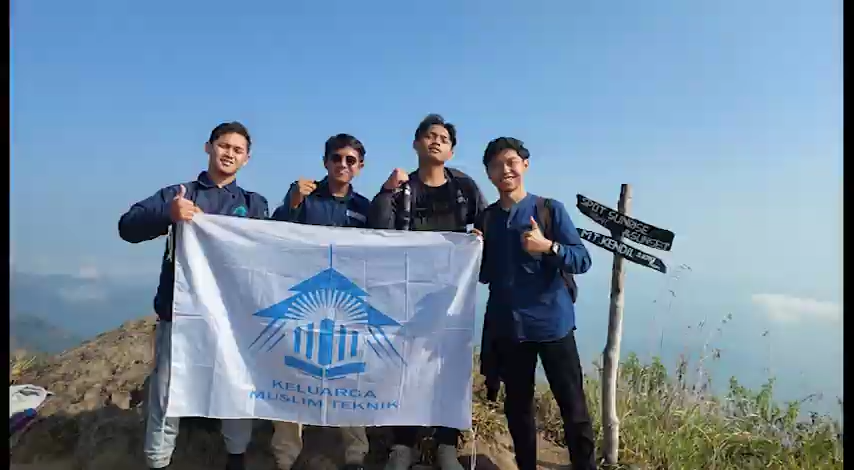 KELUARGA
MUSLIM TEKNIK
SPOT SUNRISE
&SUNSET
MT.KENDIL